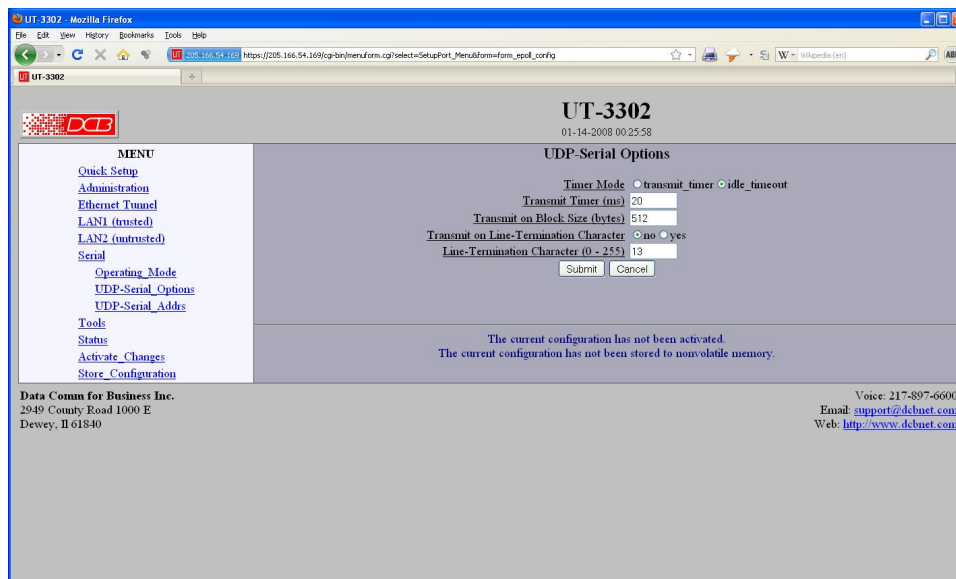 UT-3302 - Mozilla Firefox
File Edit View History Bookmarks Tools Help
205.166.54.169 https://205.166.54.169/cgi-bin/menuform.cgi?select=SetupPort_Menu&form=form_epoll_config
W Wikipedia (en)
UT UT-3302
DCB
UT-3302
01-14-2008 00:25:58
MENU
Quick Setup
Administration
Ethernet Tunnel
LAN1 (trusted)
LAN2 (untrusted)
Serial
Operating_Mode
UDP-Serial_Options
UDP-Serial_Addrs
Tools
Status
Activate_Changes
Store_Configuration
UDP-Serial Options
Timer Mode transmit_timer idle_timeout
Transmit Timer (ms) 20
Transmit on Block Size (bytes) 512
Transmit on Line-Termination Character no yes
Line-Termination Character (0 - 255) 13
Submit Cancel
The current configuration has not been activated.
The current configuration has not been stored to nonvolatile memory.
Data Comm for Business Inc.
2949 County Road 1000 E
Dewey, Il 61840
Voice: 217-897-6600
Email: support@dcbnet.com
Web: http://www.dcbnet.com